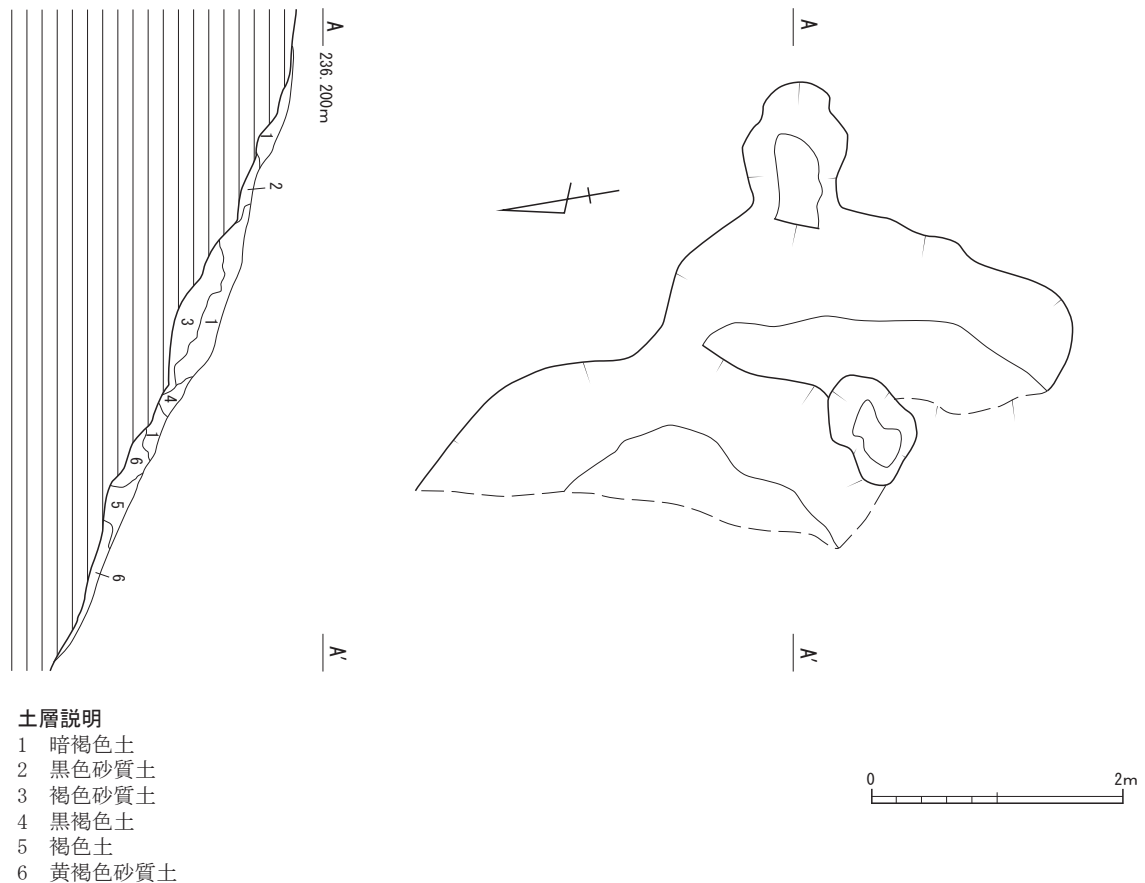 A
236.200m
A
1
2
3
1
4
1
6
5
6
A'
A'
土層説明
1 暗褐色土
2 黒色砂質土
3 褐色砂質土
4 黒褐色土
5 褐色土
6 黄褐色砂質土
0 2m